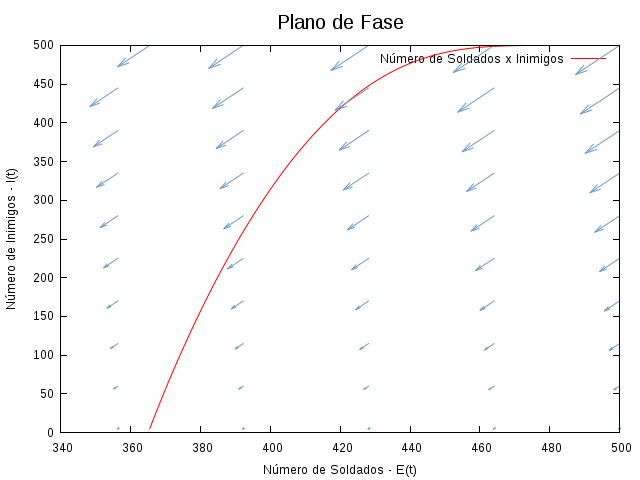 Plano de Fase
Número de Soldados x Inimigos
500
450
400
350
300
250
200
150
100
50
0
Número de Inimigos - I(t)
340 360 380 400 420 440 460 480 500
Número de Soldados - E(t)